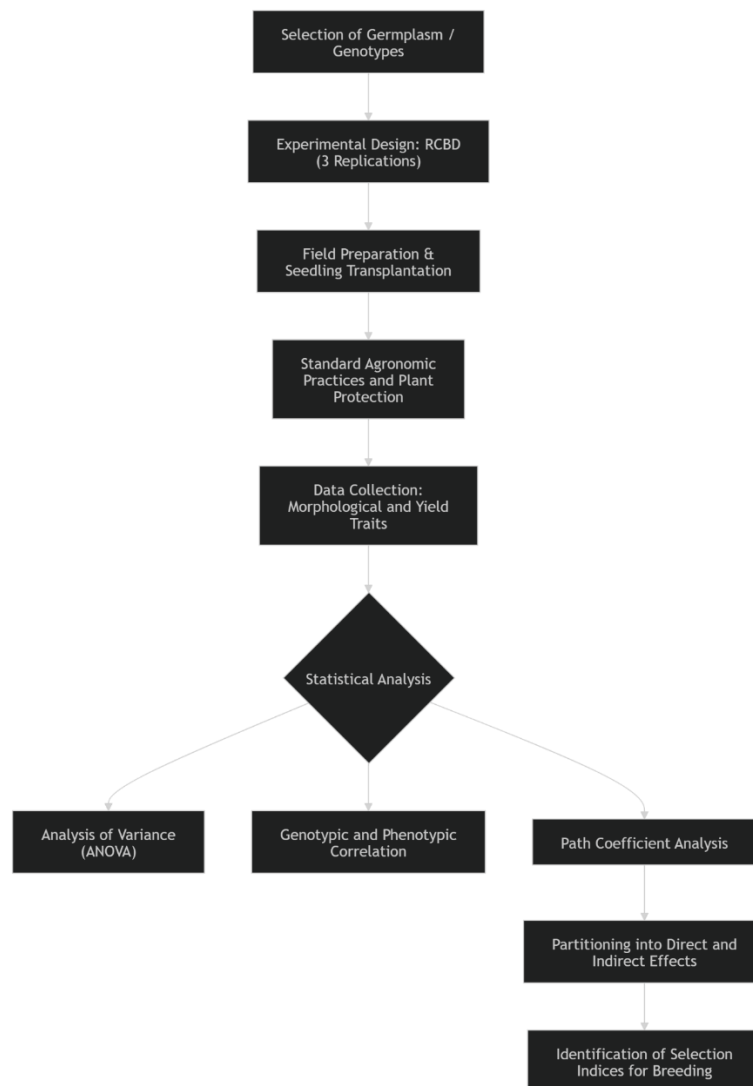 Selection of Germplasm /
Genotypes
Experimental Design: RCBD
(3 Replications)
Field Preparation &
Seedling Transplantation
Standard Agronomic
Practices and Plant
Protection
Data Collection:
Morphological and Yield
Traits
Statistical Analysis
Analysis of Variance
(ANOVA)
Genotypic and Phenotypic
Correlation
Path Coefficient Analysis
Partitioning into Direct and
Indirect Effects
Identification of Selection
Indices for Breeding